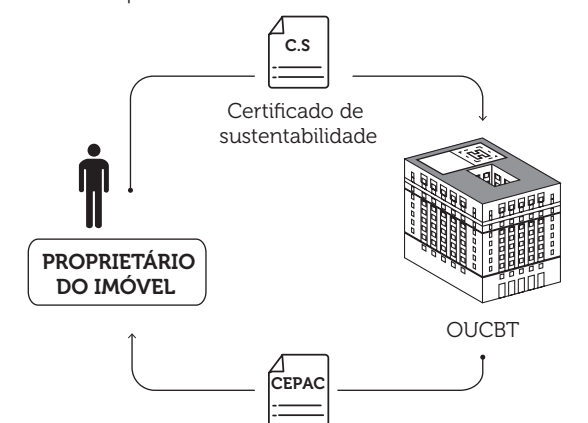 C.S
Certificado de
sustentabilidade
PROPRIETÁRIO
DO IMÓVEL
OUCBT
CEPAC